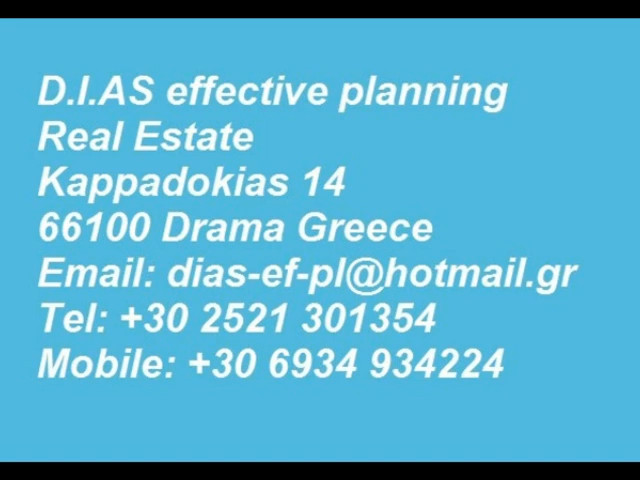 D.I.AS effective planning
Real Estate
Kappadokias 14
66100 Drama Greece
Email: dias-ef-pl@hotmail.gr
Tel: +30 2521 301354
Mobile: +30 6934 934224